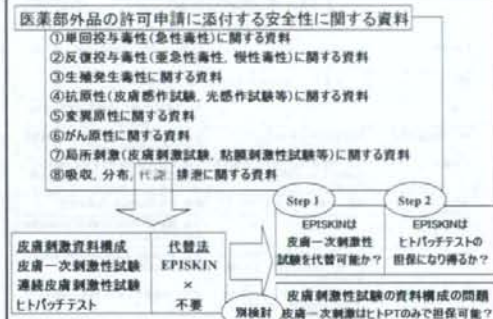 医薬部外品の許可申請に添付する安全性に関する資料
①単回投与毒性(急性毒性)に関する資料
②反復投与毒性(亜急性毒性, 慢性毒性)に関する資料
③生殖発生毒性に関する資料
④抗原性(皮膚感作試験, 光感作試験等)に関する資料
⑤変異原性に関する資料
⑥がん原性に関する資料
⑦局所刺激(皮膚刺激試験, 粘膜刺激性試験等)に関する資料
⑧吸収, 分布, 代謝, 排泄に関する資料
Step 1
Step 2
EPISKINは
皮膚一次刺激性
試験を代替可能か?
EPISKINは
ヒトパッチテストの
担保になり得るか?
皮膚刺激資料構成 代替法
皮膚一次刺激性試験 EPISKIN
連続皮膚刺激性試験 ×
ヒトパッチテスト 不要
別検討
皮膚刺激性試験の資料構成の問題
皮膚一次刺激はヒトPTのみで担保可能?